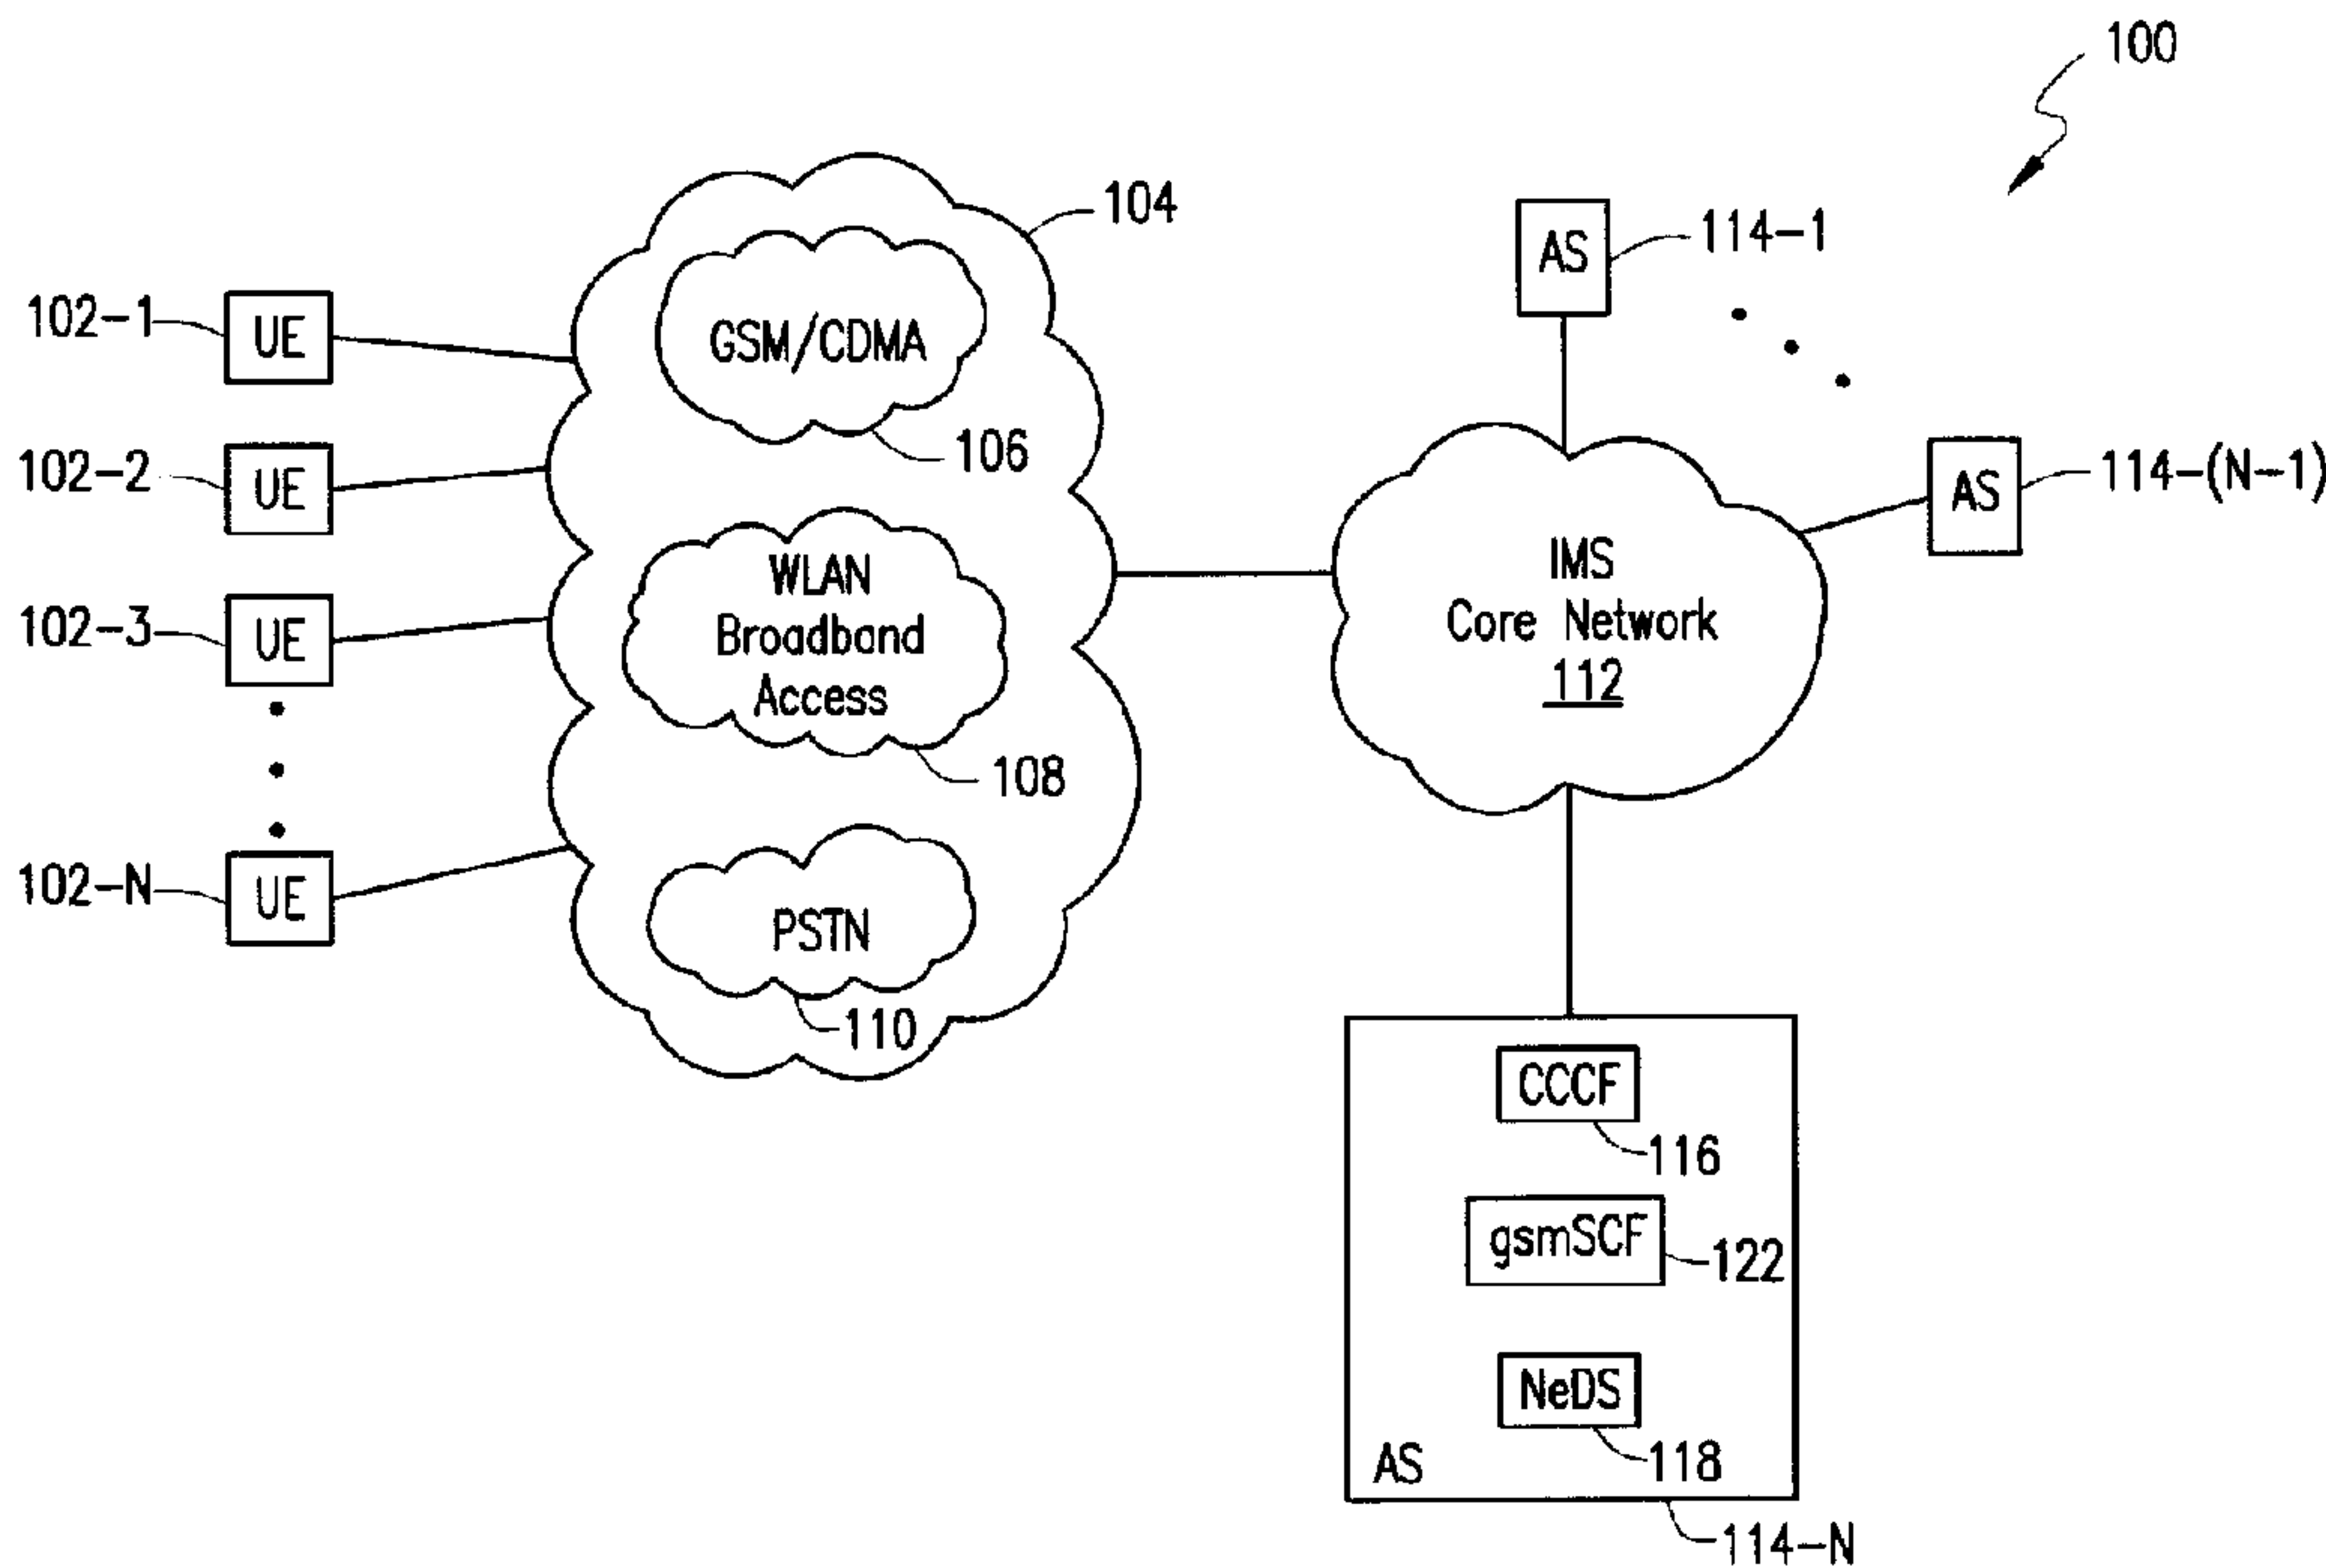 100
104
114-1
AS
102-1
UE
GSM/CDMA
106
102-2
UE
AS
114-(N-1)
WLAN
Broadband
Access
108
IMS
Core Network
112
102-3
UE
102-N
UE
PSTN
110
CCCF
116
gsmSCF
122
NeDS
118
AS
114-N